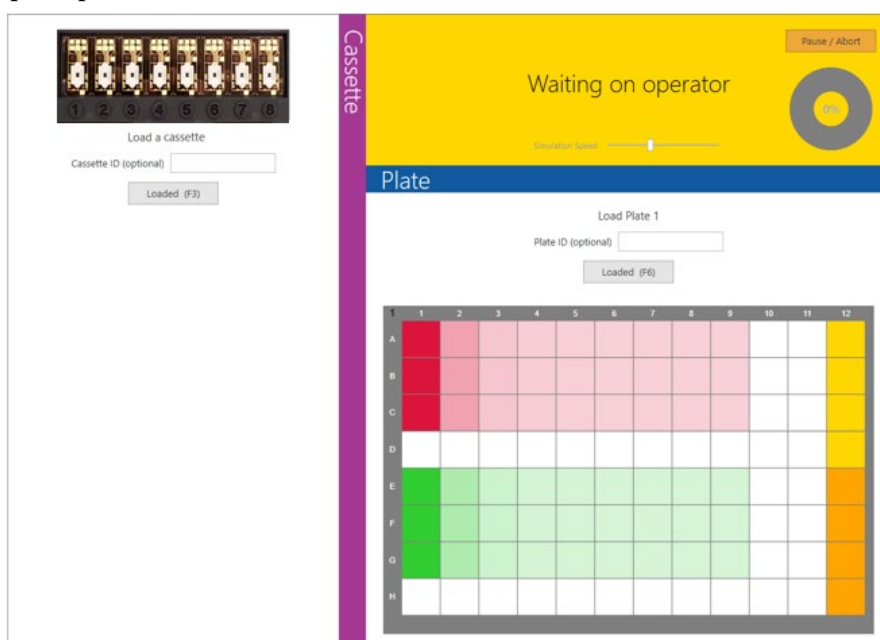 1 2 3 4 5 6 7 8
Load a cassette
Cassette ID (optional)
Loaded (F3)
Cassette
Pause / Abort
Waiting on operator
0%
Simulation Speed
Plate
Load Plate 1
Plate ID (optional)
Loaded (F6)
1 1 2 3 4 5 6 7 8 9 10 11 12
A
B
C
D
E
F
G
H